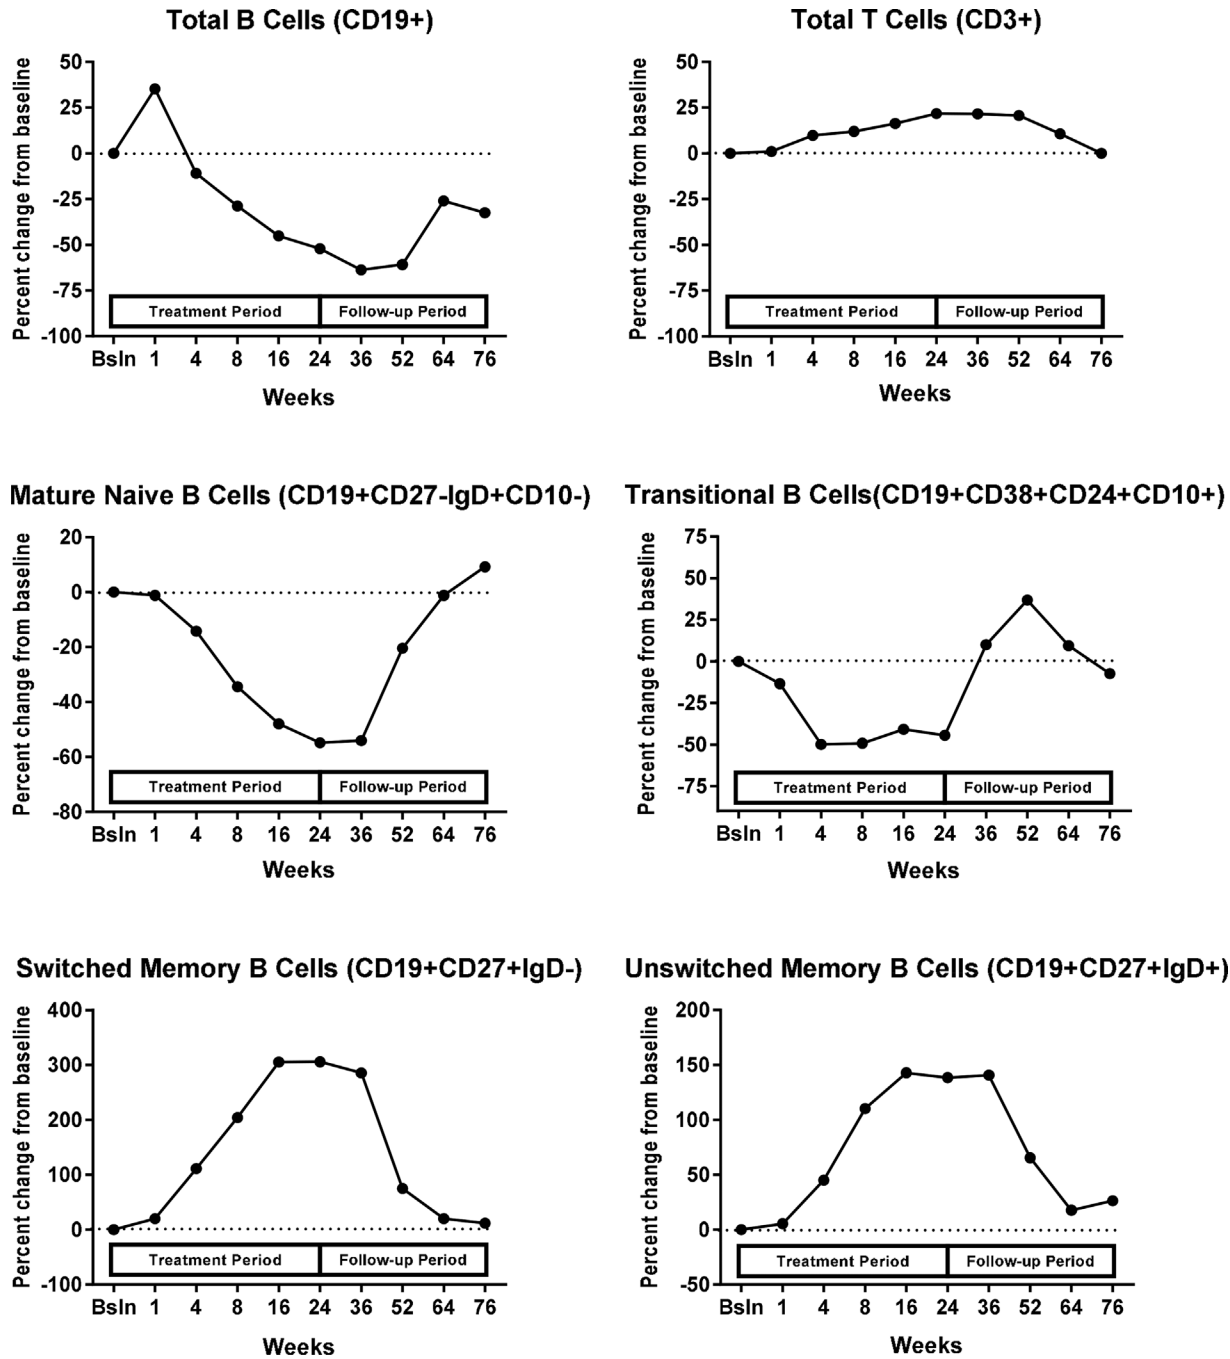 Total B Cells (CD19+)
Percent change from baseline
50
25
0
-25
-50
-75
-100
Treatment Period
Follow-up Period
Bsln 1 4 8 16 24 36 52 64 76
Weeks
Total T Cells (CD3+)
Percent change from baseline
50
25
0
-25
-50
-75
-100
Treatment Period
Follow-up Period
Bsln 1 4 8 16 24 36 52 64 76
Weeks
Mature Naive B Cells (CD19+CD27-IgD+CD10-)
Percent change from baseline
20
0
-20
-40
-60
-80
Treatment Period
Follow-up Period
Bsln 1 4 8 16 24 36 52 64 76
Weeks
Transitional B Cells(CD19+CD38+CD24+CD10+)
Percent change from baseline
75
50
25
0
-25
-50
-75
Treatment Period
Follow-up Period
Bsln 1 4 8 16 24 36 52 64 76
Weeks
Switched Memory B Cells (CD19+CD27+IgD-)
Percent change from baseline
400
300
200
100
0
-100
Treatment Period
Follow-up Period
Bsln 1 4 8 16 24 36 52 64 76
Weeks
Unswitched Memory B Cells (CD19+CD27+IgD+)
Percent change from baseline
200
150
100
50
0
-50
Treatment Period
Follow-up Period
Bsln 1 4 8 16 24 36 52 64 76
Weeks